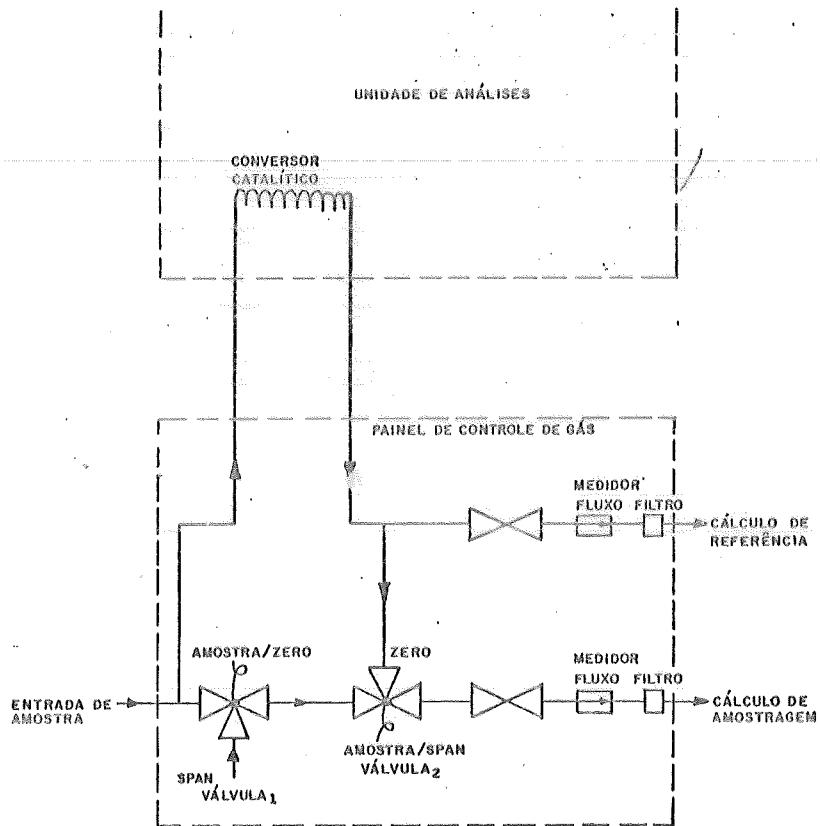 UNIDADE DE ANÁLISES
CONVERSOR
CATALÍTICO
PAINEL DE CONTROLE DE GÁS
MEDIDOR
FLUXO FILTRO
CÁLCULO DE
REFERÊNCIA
AMOSTRA/ZERO
ZERO
MEDIDOR
FLUXO FILTRO
ENTRADA DE
AMOSTRA
CÁLCULO DE
AMOSTRAGEM
AMOSTRA/SPAN
VÁLVULA2
SPAN
VÁLVULA1